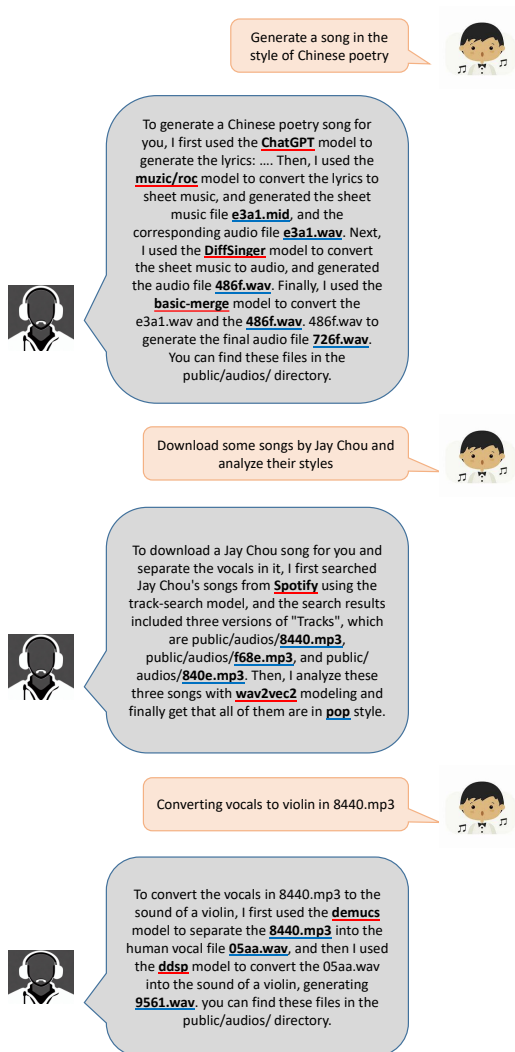 Generate a song in the
style of Chinese poetry
To generate a Chinese poetry song for
you, I first used the ChatGPT model to
generate the lyrics: .... Then, I used the
muzic/roc model to convert the lyrics to
sheet music, and generated the sheet
music file e3a1.mid, and the
corresponding audio file e3a1.wav. Next,
I used the DiffSinger model to convert
the sheet music to audio, and generated
the audio file 486f.wav. Finally, I used the
basic-merge model to convert the
e3a1.wav and the 486f.wav. 486f.wav to
generate the final audio file 726f.wav.
You can find these files in the
public/audios/ directory.
Download some songs by Jay Chou and
analyze their styles
To download a Jay Chou song for you and
separate the vocals in it, I first searched
Jay Chou's songs from Spotify using the
track-search model, and the search results
included three versions of "Tracks", which
are public/audios/8440.mp3,
public/audios/f68e.mp3, and public/
audios/840e.mp3. Then, I analyze these
three songs with wav2vec2 modeling and
finally get that all of them are in pop style.
Converting vocals to violin in 8440.mp3
To convert the vocals in 8440.mp3 to the
sound of a violin, I first used the demucs
model to separate the 8440.mp3 into the
human vocal file 05aa.wav, and then I used
the ddsp model to convert the 05aa.wav
into the sound of a violin, generating
9561.wav. you can find these files in the
public/audios/ directory.